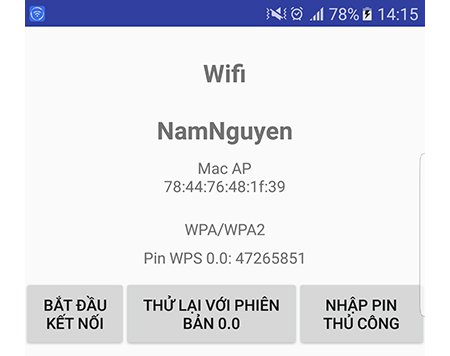 78% 14:15
Wifi
NamNguyen
Mac AP
78:44:76:48:1f:39
WPA/WPA2
Pin WPS 0.0: 47265851
BẮT ĐẦU
KẾT NỐI
THỬ LẠI VỚI PHIÊN
BẢN 0.0
NHẬP PIN
THỦ CÔNG